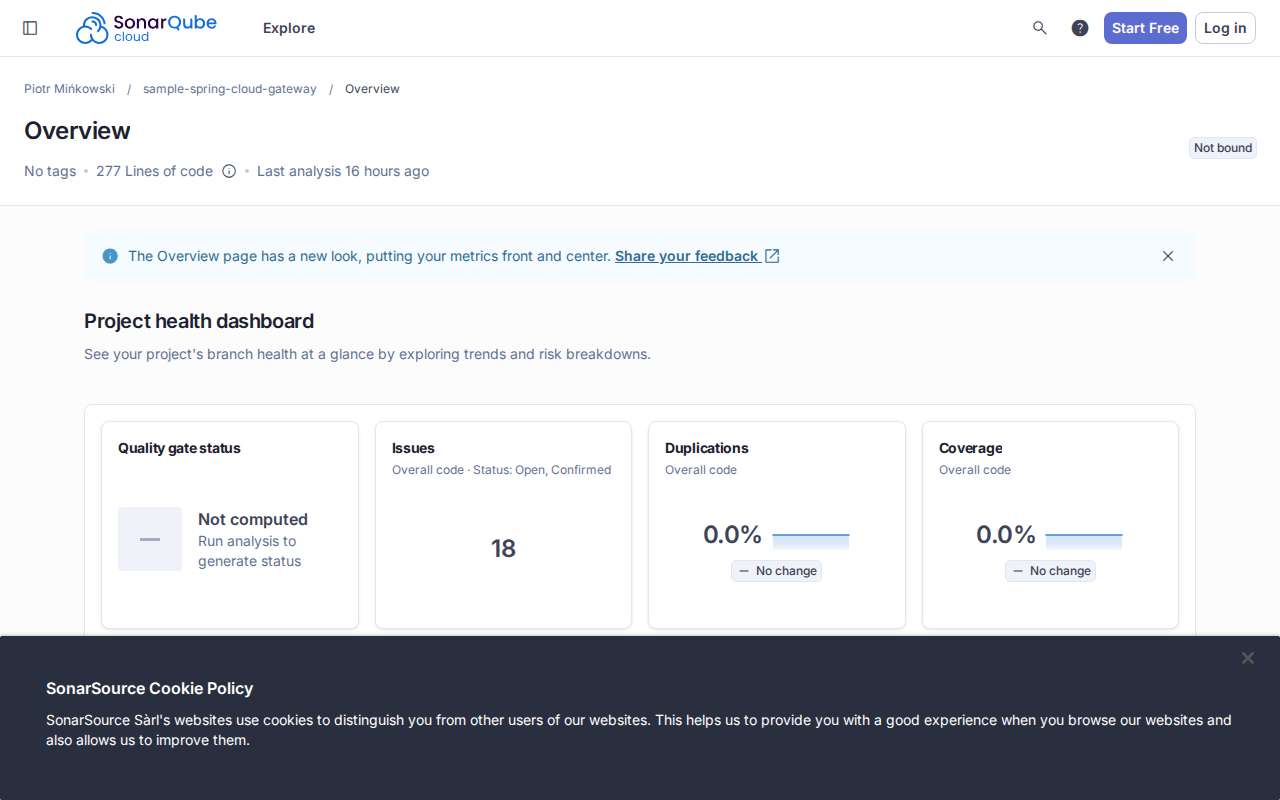 SonarQube cloud
Explore
Start Free
Log in
Piotr Mińkowski / sample-spring-cloud-gateway / Overview
Overview
Not bound
No tags • 277 Lines of code • Last analysis 16 hours ago
The Overview page has a new look, putting your metrics front and center. Share your feedback
Project health dashboard
See your project's branch health at a glance by exploring trends and risk breakdowns.
Quality gate status
Not computed
Run analysis to
generate status
Issues
Overall code · Status: Open, Confirmed
18
Duplications
Overall code
0.0%
No change
Coverage
Overall code
0.0%
No change
SonarSource Cookie Policy
SonarSource Sàrl's websites use cookies to distinguish you from other users of our websites. This helps us to provide you with a good experience when you browse our websites and
also allows us to improve them.